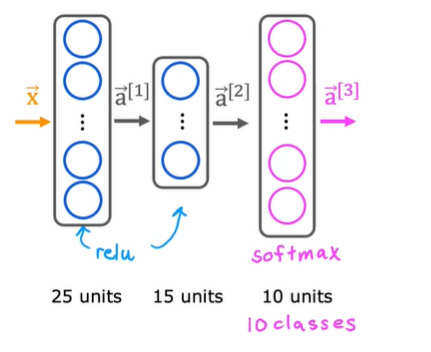 x⃗
a⃗[1]
a⃗[2]
a⃗[3]
relu
softmax
25 units
15 units
10 units
10 classes